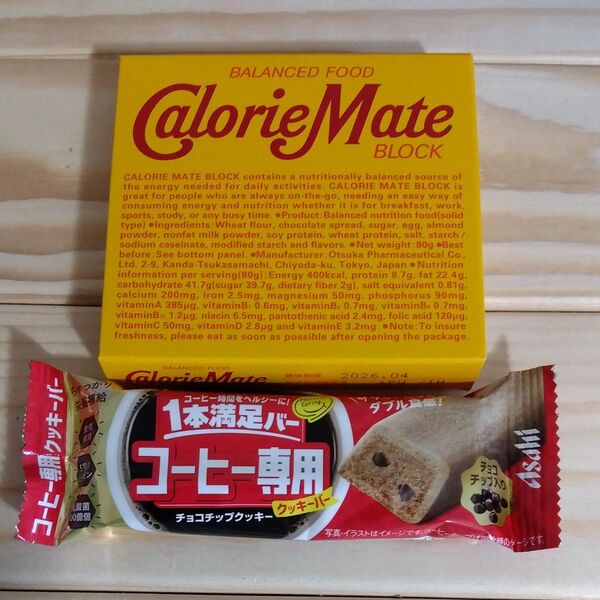 BALANCED FOOD
CalorieMate
BLOCK
CALORIE MATE BLOCK contains a nutritionally balanced source of
the energy needed for daily activities. CALORIE MATE BLOCK is
great for people who are always on-the-go, needing an easy way of
consuming energy and nutrition whether it is for breakfast, work,
sports, study, or any busy time. ●Product:Balanced nutrition food(solid
type) ●Ingredients:Wheat flour, chocolate spread, sugar, egg, almond
powder, nonfat milk powder, soy protein, wheat protein, salt, starch/
sodium caseinate, modified starch and flavors. ●Net weight:80g ●Best
before:See bottom panel. ●Manufacturer:Otsuka Pharmaceutical Co.,
Ltd. 2-9, Kanda-Tsukasamachi, Chiyoda-ku, Tokyo, Japan ●Nutrition
information per serving(80g):Energy 400kcal, protein 8.7g, fat 22.4g,
carbohydrate 41.7g(sugar 39.7g, dietary fiber 2g), salt equivalent 0.81g,
calcium 200mg, iron 2.5mg, magnesium 50mg, phosphorus 90mg,
vitaminA 385μg, vitaminB₁ 0.6mg, vitaminB₂ 0.7mg, vitaminB₆ 0.7mg,
vitaminB₁₂ 1.2μg, niacin 6.5mg, pantothenic acid 2.4mg, folic acid 120μg,
vitaminC 50mg, vitaminD 2.8μg and vitaminE 3.2mg. ●Note:To insure
freshness, please eat as soon as possible after opening the package.
BALANCED FOOD
CalorieMate
賞味期限
2026.04
コーヒー専用クッキーバー
コーヒー時間をヘルシーに!
1本満足バー
コーヒー専用
クッキーバー
チョコチップクッキー
ダブル食感!
チョコ
チップ入り
Asahi
写真・イラストはイメージです。